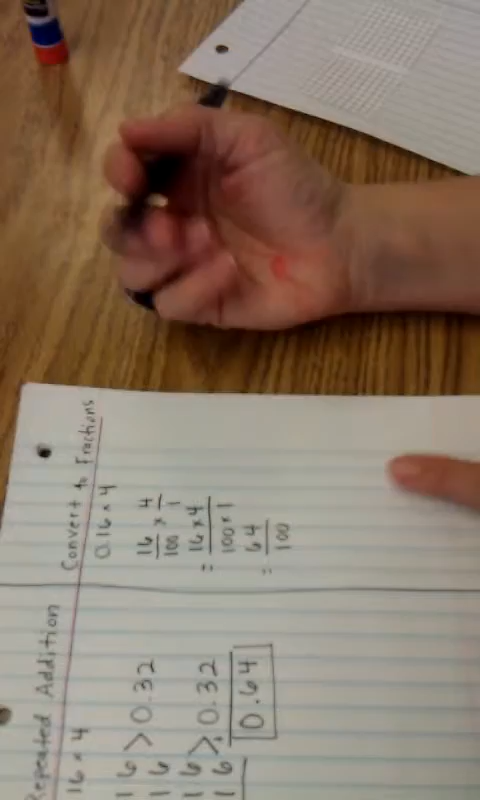 Repeated Addition
16 × 4
16 > 0.32
16
16 > 0.32
16
0.64
Convert to Fractions
0.16 × 4
16/100 × 4/1
= 16 × 4/100 × 1
= 64/100